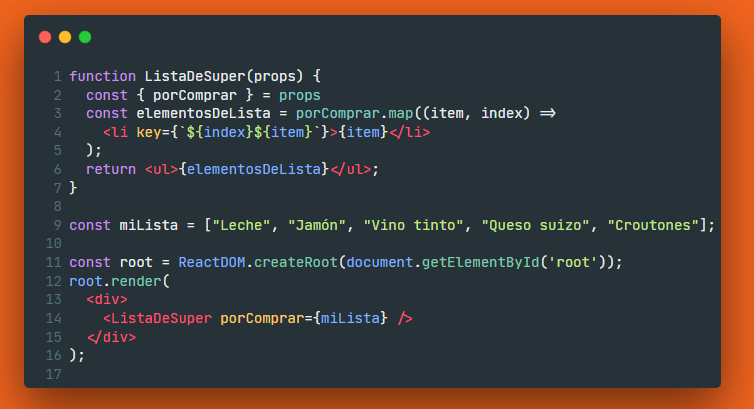 1 function ListaDeSuper(props) {
2   const { porComprar } = props
3   const elementosDeLista = porComprar.map((item, index) =>
4     <li key={`${index}${item}`}>{item}</li>
5   );
6   return <ul>{elementosDeLista}</ul>;
7 }
8
9 const miLista = ["Leche", "Jamón", "Vino tinto", "Queso suizo", "Croutones"];
10
11 const root = ReactDOM.createRoot(document.getElementById('root'));
12 root.render(
13   <div>
14     <ListaDeSuper porComprar={miLista} />
15   </div>
16 );
17